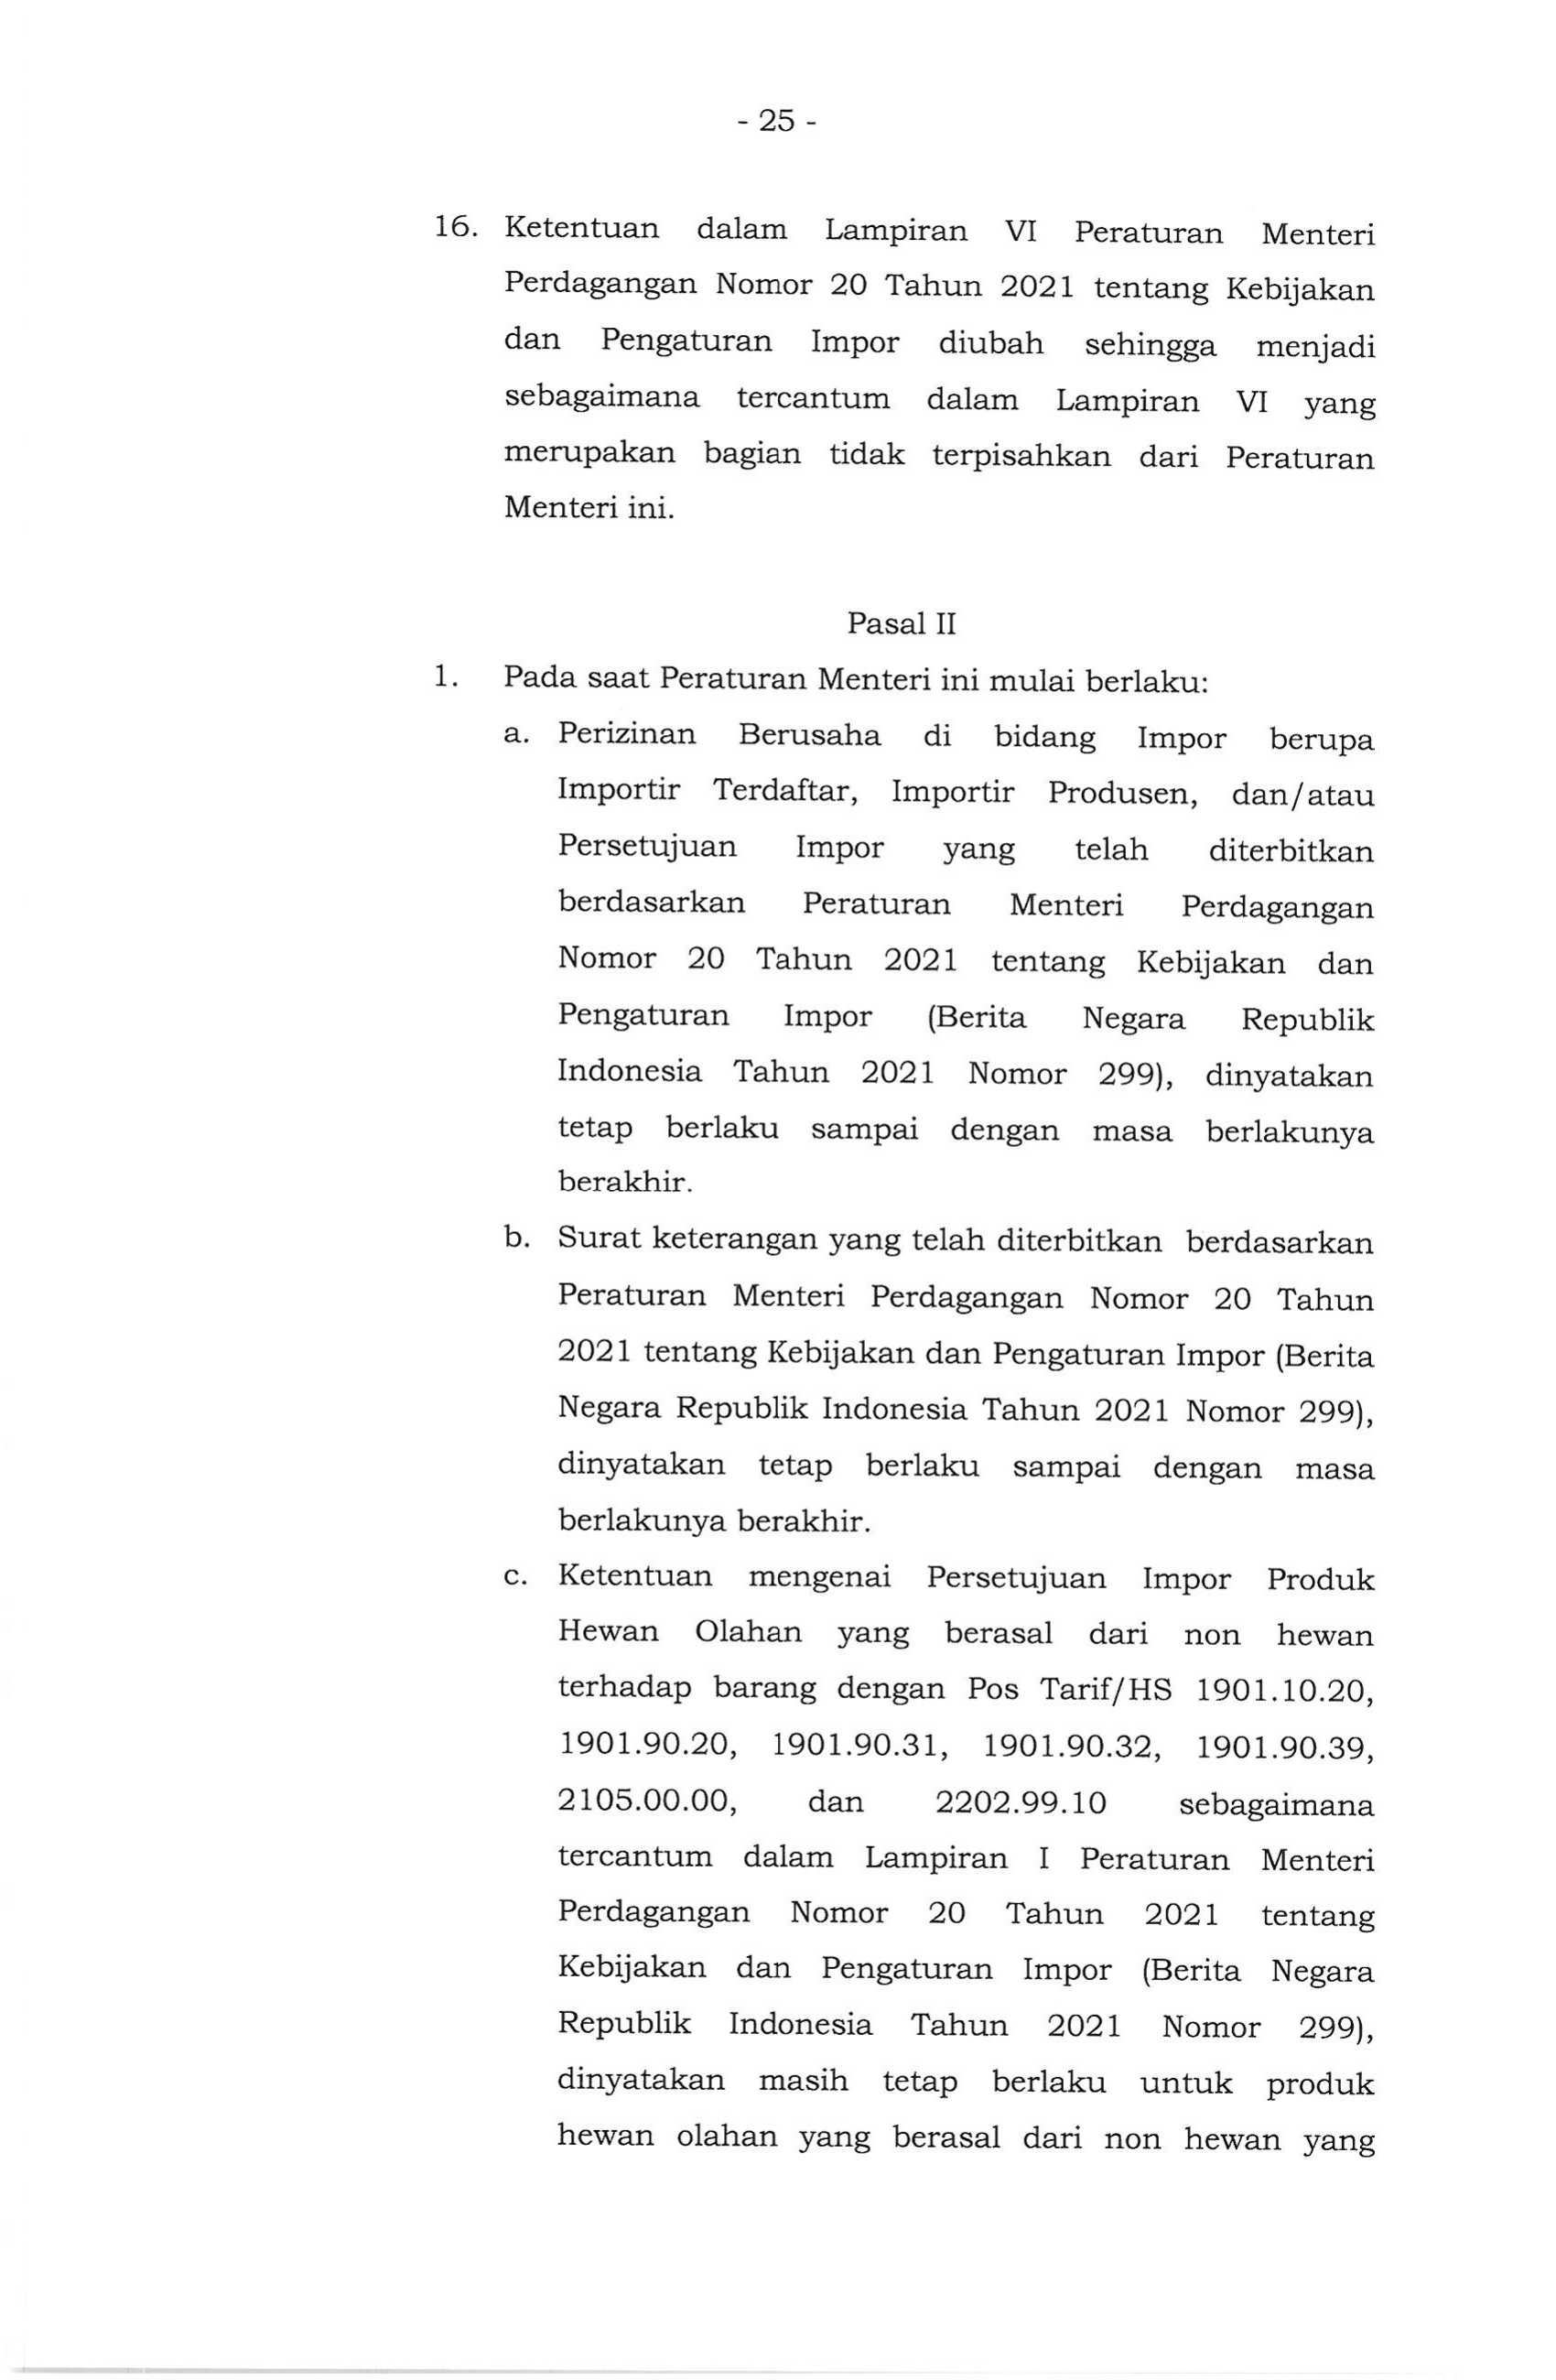 - 25 -
16. Ketentuan dalam Lampiran VI Peraturan Menteri
Perdagangan Nomor 20 Tahun 2021 tentang Kebijakan
dan Pengaturan Impor diubah sehingga menjadi
sebagaimana tercantum dalam Lampiran VI yang
merupakan bagian tidak terpisahkan dari Peraturan
Menteri ini.
Pasal II
1. Pada saat Peraturan Menteri ini mulai berlaku:
a. Perizinan Berusaha di bidang Impor berupa
Importir Terdaftar, Importir Produsen, dan/atau
Persetujuan Impor yang telah diterbitkan
berdasarkan Peraturan Menteri Perdagangan
Nomor 20 Tahun 2021 tentang Kebijakan dan
Pengaturan Impor (Berita Negara Republik
Indonesia Tahun 2021 Nomor 299), dinyatakan
tetap berlaku sampai dengan masa berlakunya
berakhir.
b. Surat keterangan yang telah diterbitkan berdasarkan
Peraturan Menteri Perdagangan Nomor 20 Tahun
2021 tentang Kebijakan dan Pengaturan Impor (Berita
Negara Republik Indonesia Tahun 2021 Nomor 299),
dinyatakan tetap berlaku sampai dengan masa
berlakunya berakhir.
c. Ketentuan mengenai Persetujuan Impor Produk
Hewan Olahan yang berasal dari non hewan
terhadap barang dengan Pos Tarif/HS 1901.10.20,
1901.90.20, 1901.90.31, 1901.90.32, 1901.90.39,
2105.00.00, dan 2202.99.10 sebagaimana
tercantum dalam Lampiran I Peraturan Menteri
Perdagangan Nomor 20 Tahun 2021 tentang
Kebijakan dan Pengaturan Impor (Berita Negara
Republik Indonesia Tahun 2021 Nomor 299),
dinyatakan masih tetap berlaku untuk produk
hewan olahan yang berasal dari non hewan yang